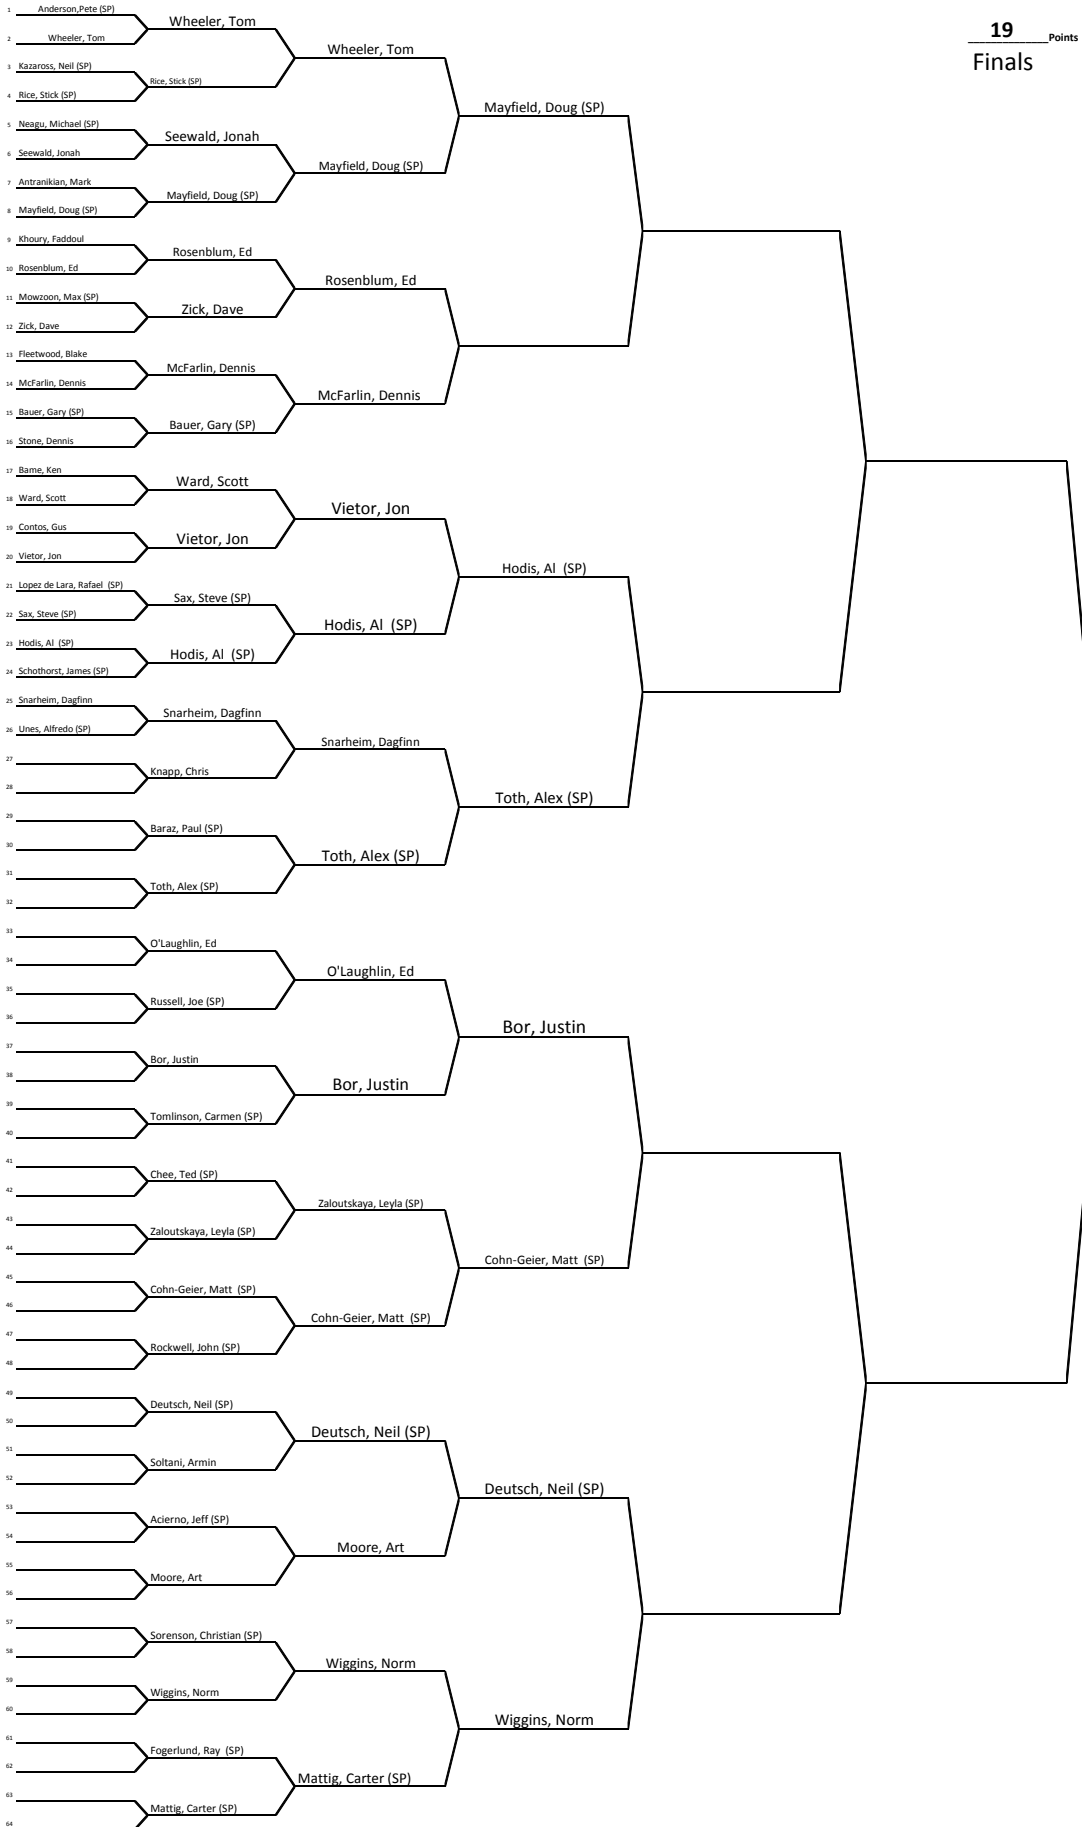 19
Points
Finals
1 Anderson,Pete (SP)
2 Wheeler, Tom
3 Kazaross, Neil (SP)
4 Rice, Stick (SP)
5 Neagu, Michael (SP)
6 Seewald, Jonah
7 Antranikian, Mark
8 Mayfield, Doug (SP)
9 Khoury, Faddoul
10 Rosenblum, Ed
11 Mowzoon, Max (SP)
12 Zick, Dave
13 Fleetwood, Blake
14 McFarlin, Dennis
15 Bauer, Gary (SP)
16 Stone, Dennis
17 Bame, Ken
18 Ward, Scott
19 Contos, Gus
20 Vietor, Jon
21 Lopez de Lara, Rafael  (SP)
22 Sax, Steve (SP)
23 Hodis, Al  (SP)
24 Schothorst, James (SP)
25 Snarheim, Dagfinn
26 Unes, Alfredo (SP)
27
28
29
30
31
32
33
34
35
36
37
38
39
40
41
42
43
44
45
46
47
48
49
50
51
52
53
54
55
56
57
58
59
60
61
62
63
64
Wheeler, Tom
Rice, Stick (SP)
Seewald, Jonah
Mayfield, Doug (SP)
Rosenblum, Ed
Zick, Dave
McFarlin, Dennis
Bauer, Gary (SP)
Ward, Scott
Vietor, Jon
Sax, Steve (SP)
Hodis, Al  (SP)
Snarheim, Dagfinn
Knapp, Chris
Baraz, Paul (SP)
Toth, Alex (SP)
O'Laughlin, Ed
Russell, Joe (SP)
Bor, Justin
Tomlinson, Carmen (SP)
Chee, Ted (SP)
Zaloutskaya, Leyla (SP)
Cohn-Geier, Matt  (SP)
Rockwell, John (SP)
Deutsch, Neil (SP)
Soltani, Armin
Acierno, Jeff (SP)
Moore, Art
Sorenson, Christian (SP)
Wiggins, Norm
Fogerlund, Ray  (SP)
Mattig, Carter (SP)
Wheeler, Tom
Mayfield, Doug (SP)
Rosenblum, Ed
McFarlin, Dennis
Vietor, Jon
Hodis, Al  (SP)
Snarheim, Dagfinn
Toth, Alex (SP)
O'Laughlin, Ed
Bor, Justin
Zaloutskaya, Leyla (SP)
Cohn-Geier, Matt  (SP)
Deutsch, Neil (SP)
Moore, Art
Wiggins, Norm
Mattig, Carter (SP)
Mayfield, Doug (SP)
Hodis, Al  (SP)
Toth, Alex (SP)
Bor, Justin
Cohn-Geier, Matt  (SP)
Deutsch, Neil (SP)
Wiggins, Norm